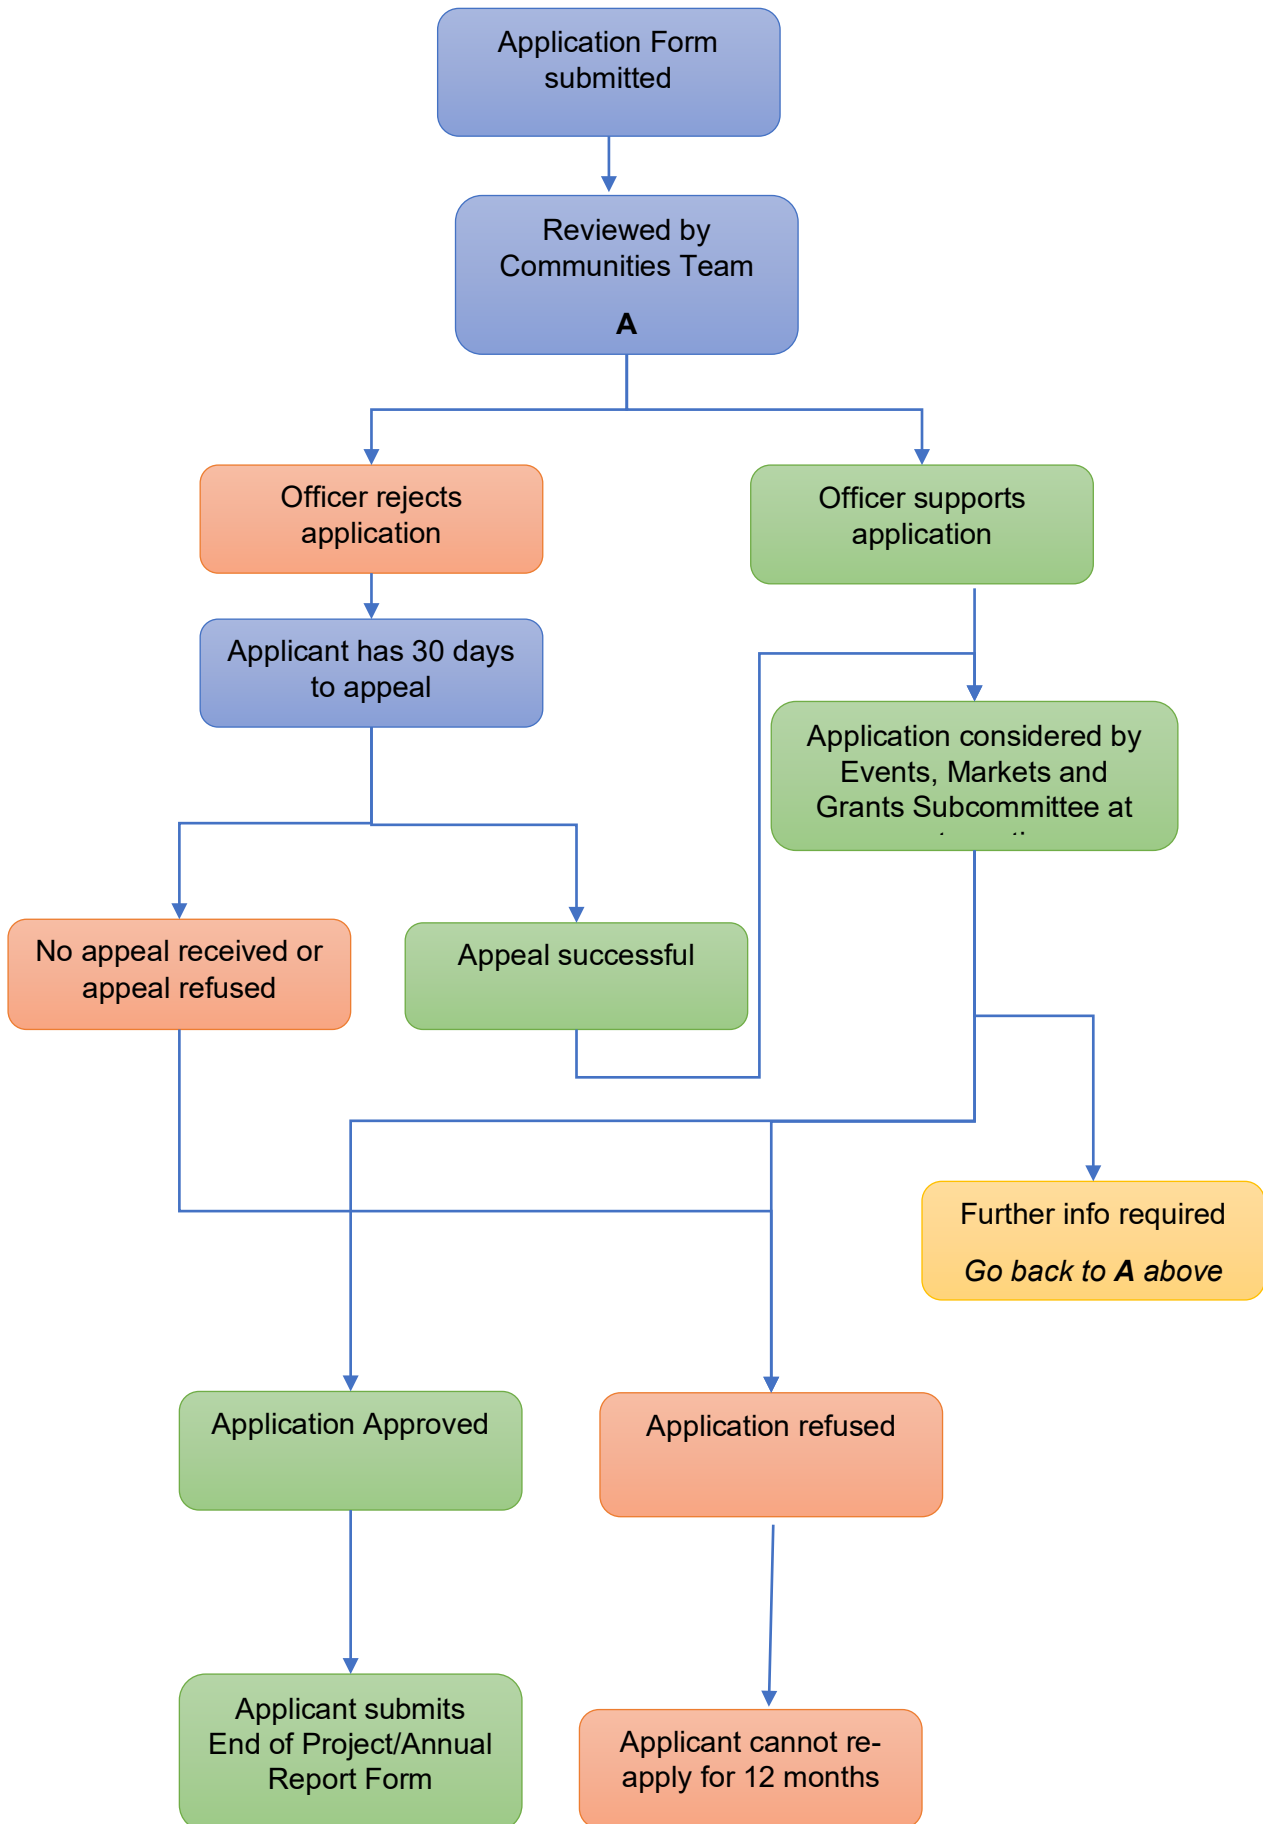 Application Form
submitted
Reviewed by
Communities Team
A
Officer rejects
application
Officer supports
application
Applicant has 30 days
to appeal
Application considered by
Events, Markets and
Grants Subcommittee at
No appeal received or
appeal refused
Appeal successful
Further info required
Go back to A above
Application Approved
Application refused
Applicant submits
End of Project/Annual
Report Form
Applicant cannot re-
apply for 12 months